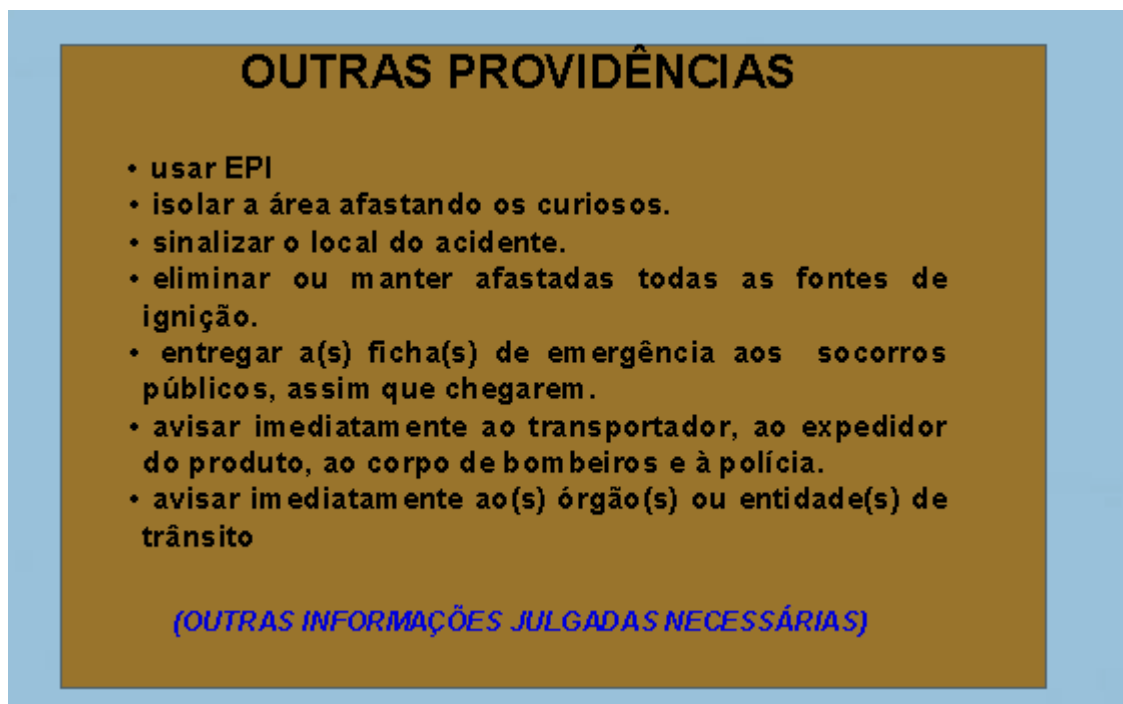 OUTRAS PROVIDÊNCIAS
• usar EPI
• isolar a área afastando os curiosos.
• sinalizar o local do acidente.
• eliminar ou manter afastadas todas as fontes de
ignição.
• entregar a(s) ficha(s) de emergência aos socorros
públicos, assim que chegarem.
• avisar imediatamente ao transportador, ao expedidor
do produto, ao corpo de bombeiros e à polícia.
• avisar imediatamente ao(s) órgão(s) ou entidade(s) de
trânsito
(OUTRAS INFORMAÇÕES JULGADAS NECESSÁRIAS)